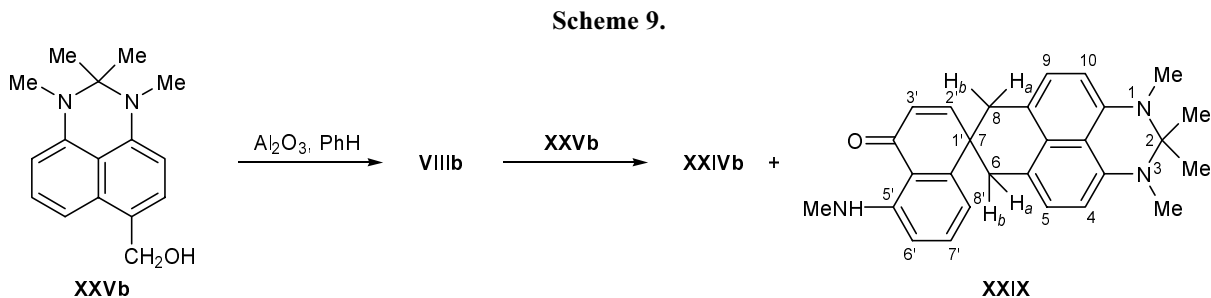 Scheme 9.
Me Me
Me N N Me
CH2OH
XXVb
Al2O3, PhH
VIIIb
XXVb
XXIVb +
9 10
Hb Ha
3' 2' 8
Me
N 1
O 1' 7 2 Me
Me
6 N 3
MeNH 5' 8' Hb Ha 5 4 Me
6' 7'
XXIX